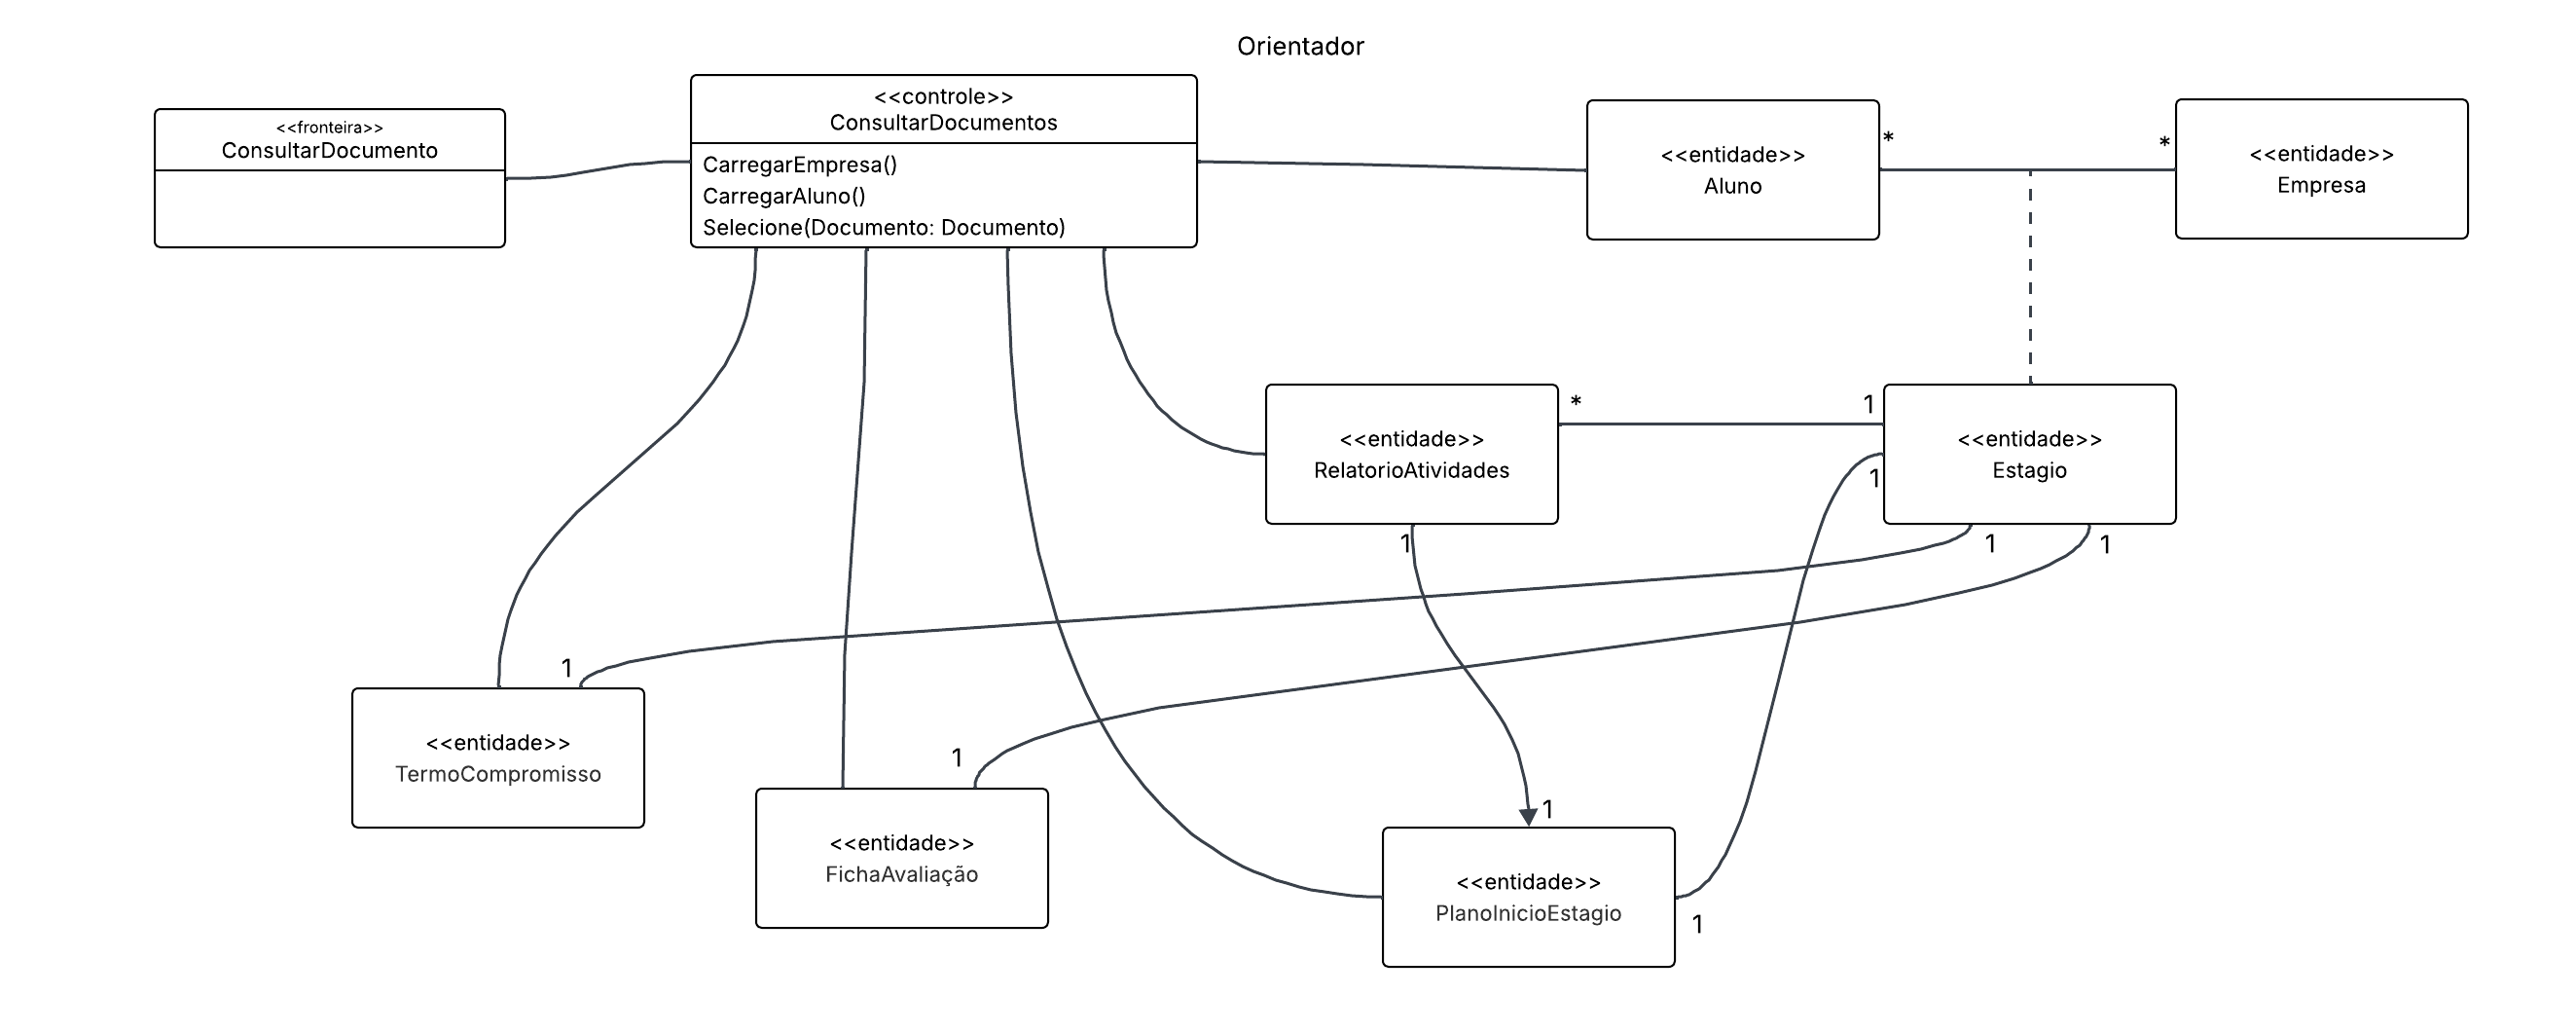 Orientador
<<fronteira>>
ConsultarDocumento
<<controle>>
ConsultarDocumentos
CarregarEmpresa()
CarregarAluno()
Selecione(Documento: Documento)
<<entidade>>
Aluno
*
*
<<entidade>>
Empresa
<<entidade>>
RelatorioAtividades
*
1
<<entidade>>
Estagio
1
1
1
1
1
<<entidade>>
TermoCompromisso
1
<<entidade>>
FichaAvaliação
1
<<entidade>>
PlanoInicioEstagio
1